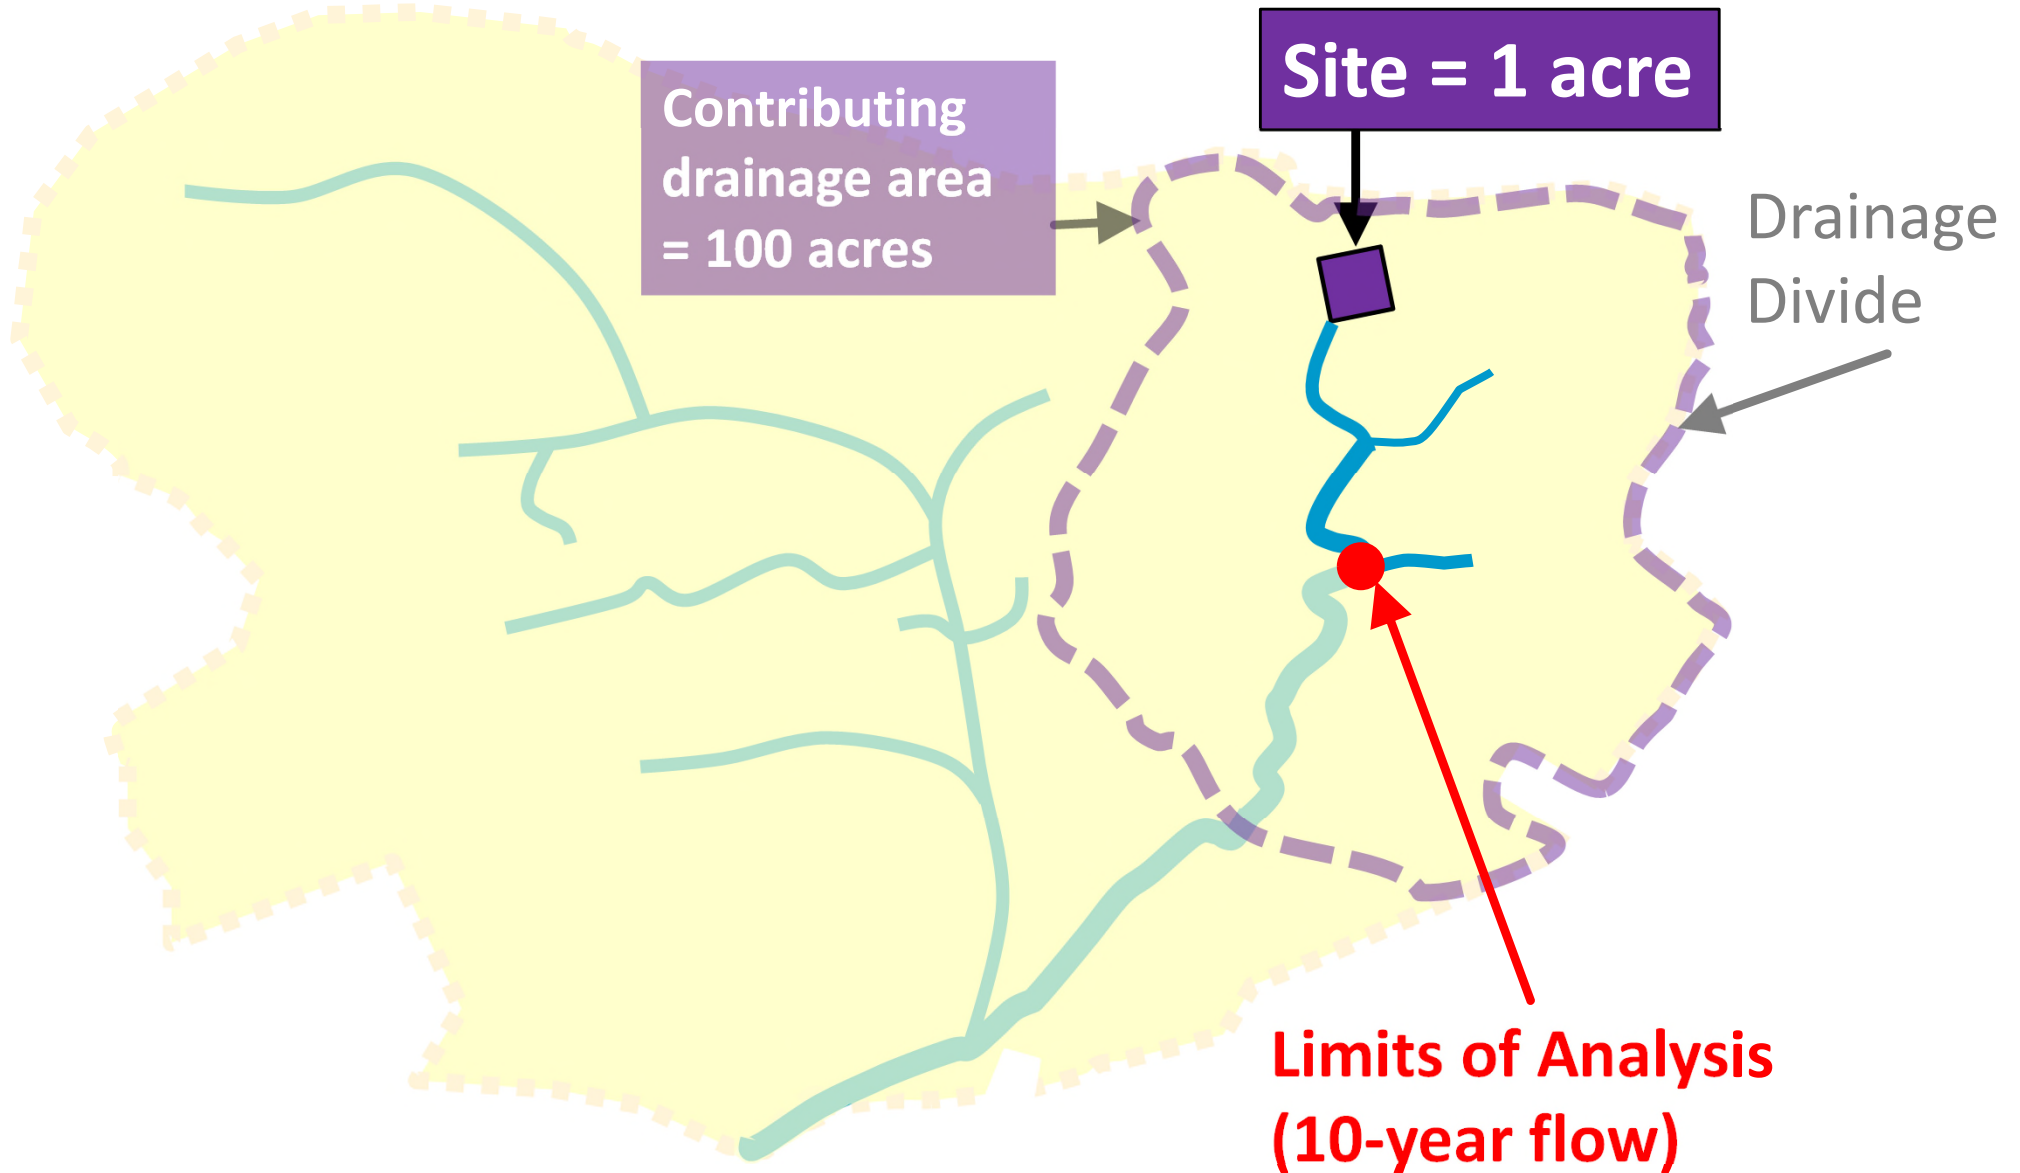 Site = 1 acre
Contributing
drainage area
= 100 acres
Drainage
Divide
Limits of Analysis
(10-year flow)